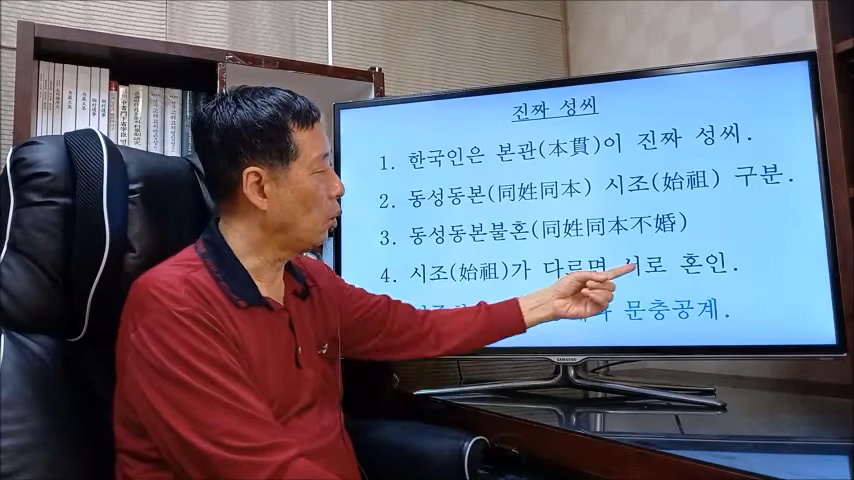 진짜 성씨
1. 한국인은 본관(本貫)이 진짜 성씨.
2. 동성동본(同姓同本) 시조(始祖) 구분.
3. 동성동본불혼(同姓同本不婚)
4. 시조(始祖)가 다르면 서로 혼인.
문충공계.
SAMSUNG